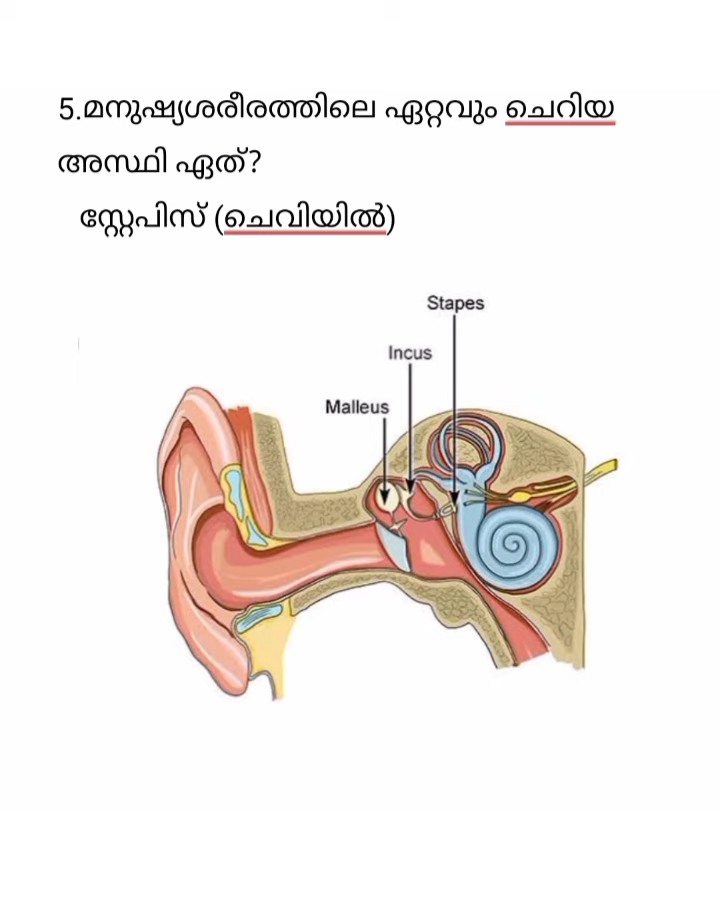 5.മനുഷ്യശരീരത്തിലെ ഏറ്റവും ചെറിയ
അസ്ഥി ഏത്?
സ്റ്റേപിസ് (ചെവിയിൽ)
Stapes
Incus
Malleus